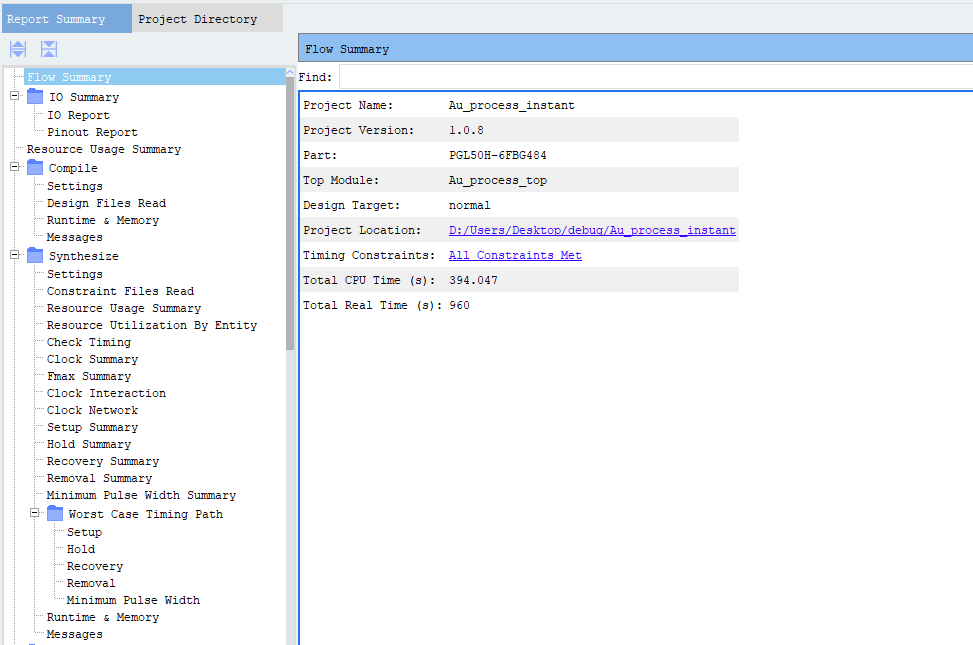 Report Summary Project Directory
Flow Summary
IO Summary
IO Report
Pinout Report
Resource Usage Summary
Compile
Settings
Design Files Read
Runtime & Memory
Messages
Synthesize
Settings
Constraint Files Read
Resource Usage Summary
Resource Utilization By Entity
Check Timing
Clock Summary
Fmax Summary
Clock Interaction
Clock Network
Setup Summary
Hold Summary
Recovery Summary
Removal Summary
Minimum Pulse Width Summary
Worst Case Timing Path
Setup
Hold
Recovery
Removal
Minimum Pulse Width
Runtime & Memory
Messages
Flow Summary
Find:
Project Name: Au_process_instant
Project Version: 1.0.8
Part: PGL50H-6FBG484
Top Module: Au_process_top
Design Target: normal
Project Location: D:/Users/Desktop/debug/Au_process_instant
Timing Constraints: All Constraints Met
Total CPU Time (s): 394.047
Total Real Time (s): 960